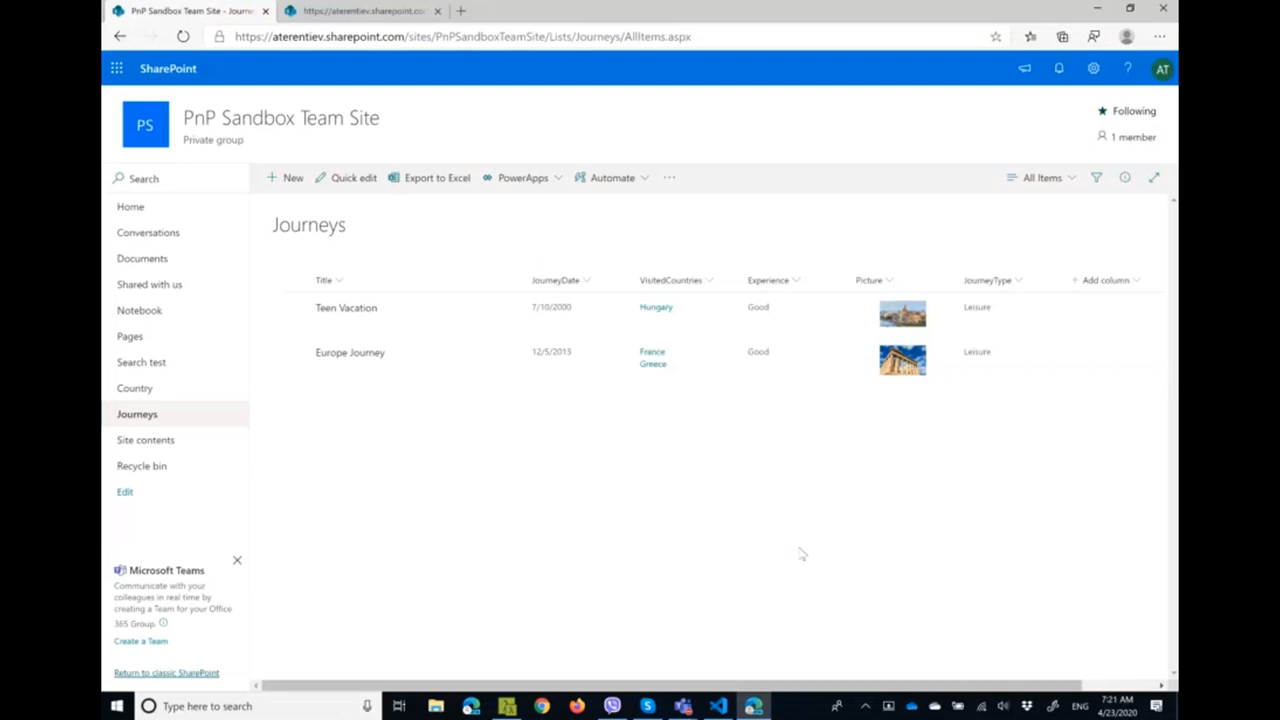 PnP Sandbox Team Site - Journe
https://aterentiev.sharepoint.com
https://aterentiev.sharepoint.com/sites/PnPSandboxTeamSite/Lists/Journeys/AllItems.aspx
SharePoint
AT
PS
PnP Sandbox Team Site
Private group
Following
1 member
Search
New Quick edit Export to Excel PowerApps Automate ··· All Items
Home
Conversations
Documents
Shared with us
Notebook
Pages
Search test
Country
Journeys
Site contents
Recycle bin
Edit
Journeys
Title JourneyDate VisitedCountries Experience Picture JourneyType + Add column
Teen Vacation 7/10/2000 Hungary Good Leisure
Europe Journey 12/5/2013 France Good Leisure
Greece
Microsoft Teams
Communicate with your
colleagues in real time by
creating a Team for your Office
365 Group.
Create a Team
Return to classic SharePoint
Type here to search
ENG
7:21 AM
4/23/2020